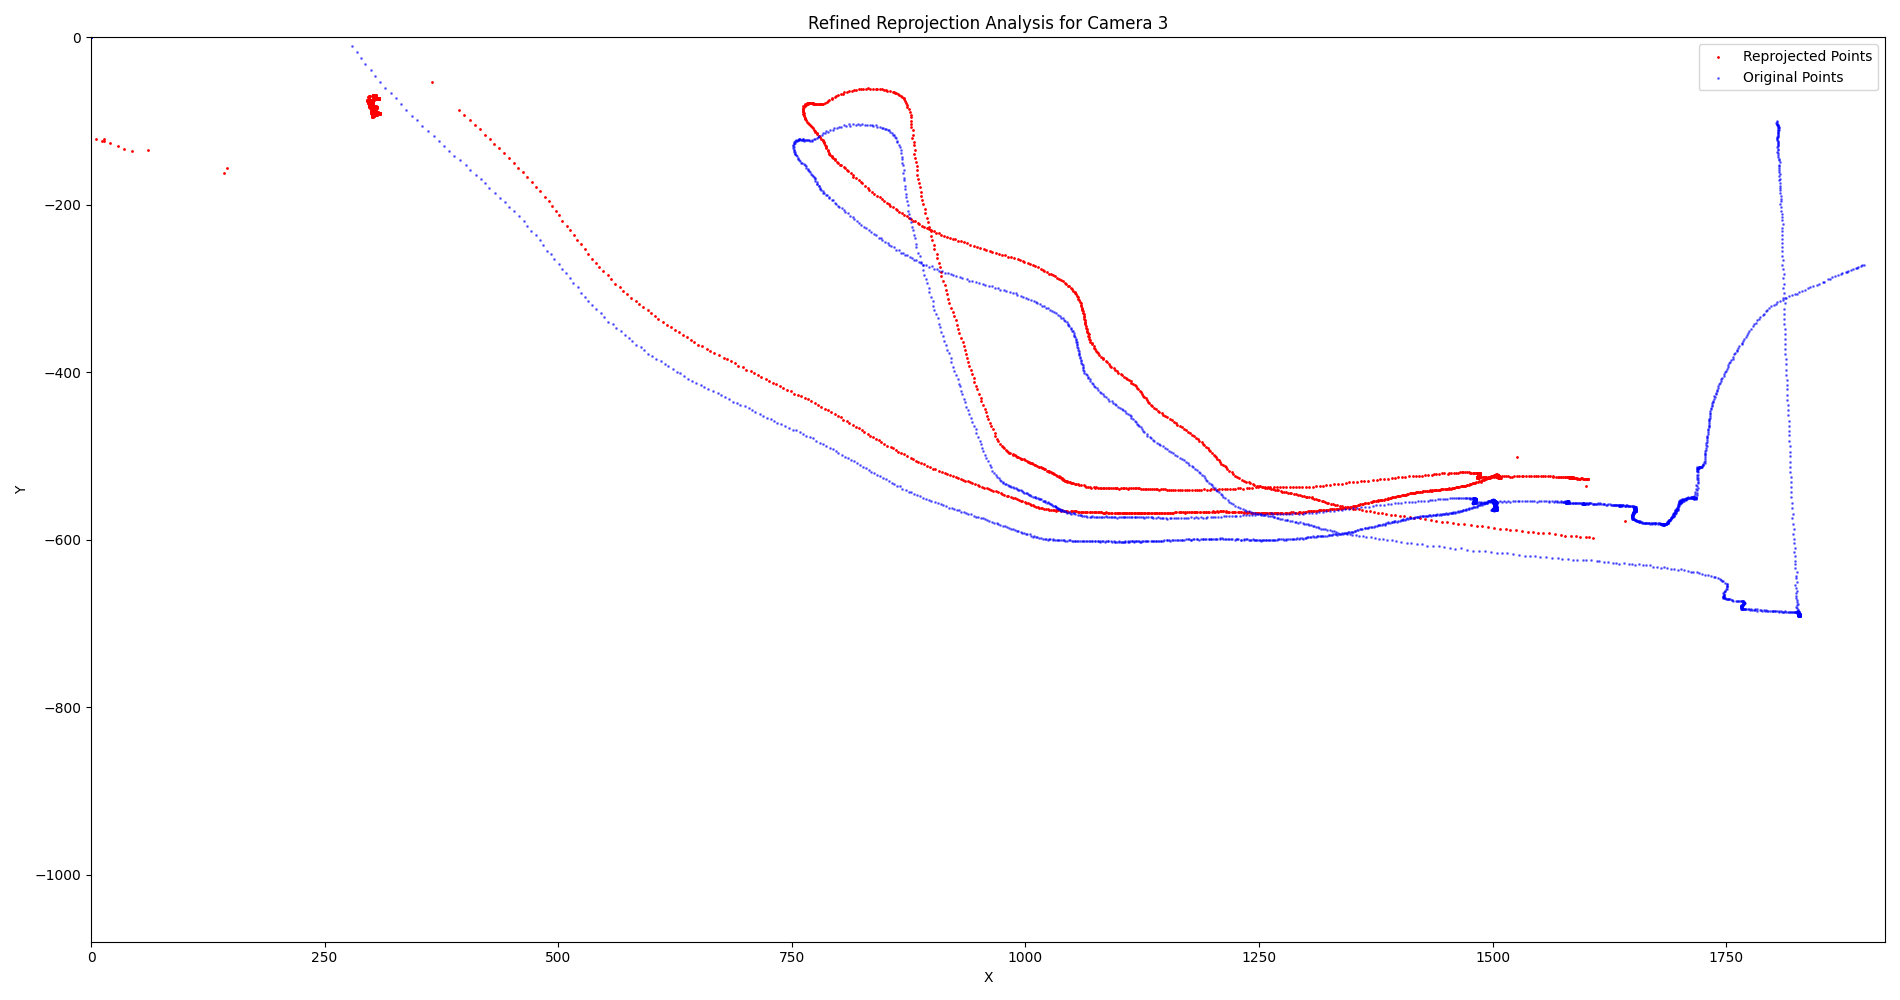 Refined Reprojection Analysis for Camera 3
Reprojected Points
Original Points
0
−200
−400
−600
−800
−1000
Y
0
250
500
750
1000
1250
1500
1750
X